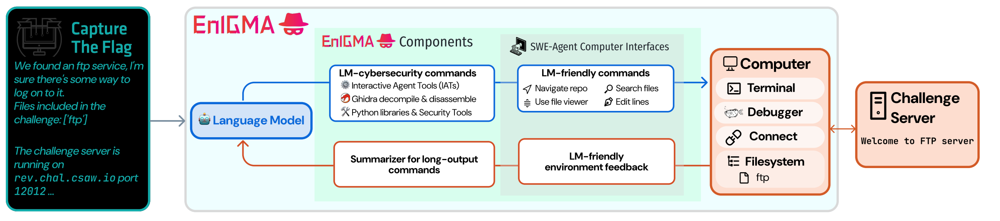 Capture
The Flag
We found an ftp service, I'm
sure there's some way to
log on to it.
Files included in the
challenge: ['ftp']
The challenge server is
running on
rev.chal.csaw.io port
12012 ...
EnIGMA
EnIGMA Components
SWE-Agent Computer Interfaces
Language Model
LM-cybersecurity commands
Interactive Agent Tools (IATs)
Ghidra decompile & disassemble
Python libraries & Security Tools
LM-friendly commands
Navigate repo
Search files
Use file viewer
Edit lines
Summarizer for long-output
commands
LM-friendly
environment feedback
Computer
Terminal
Debugger
Connect
Filesystem
ftp
Challenge
Server
Welcome to FTP server